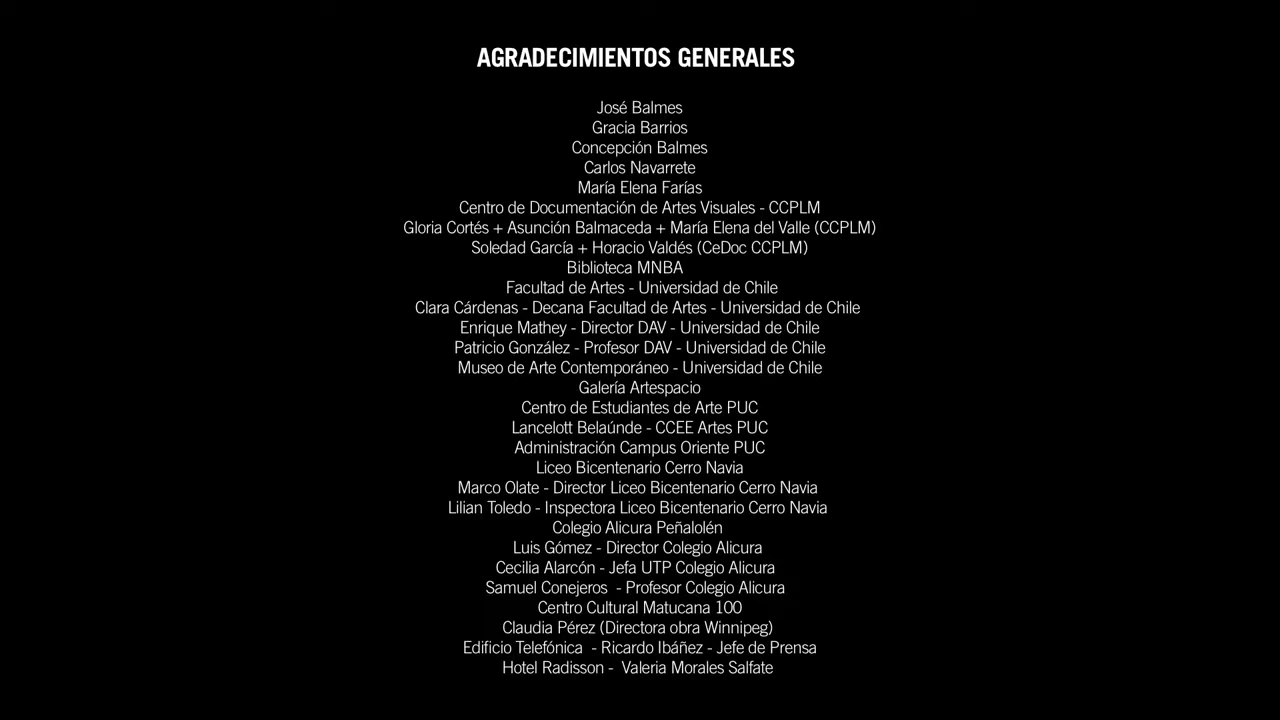 AGRADECIMIENTOS GENERALES
José Balmes
Gracia Barrios
Concepción Balmes
Carlos Navarrete
María Elena Farías
Centro de Documentación de Artes Visuales - CCPLM
Gloria Cortés + Asunción Balmaceda + María Elena del Valle (CCPLM)
Soledad García + Horacio Valdés (CeDoc CCPLM)
Biblioteca MNBA
Facultad de Artes - Universidad de Chile
Clara Cárdenas - Decana Facultad de Artes - Universidad de Chile
Enrique Mathey - Director DAV - Universidad de Chile
Patricio González - Profesor DAV - Universidad de Chile
Museo de Arte Contemporáneo - Universidad de Chile
Galería Artespacio
Centro de Estudiantes de Arte PUC
Lancelott Belaúnde - CCEE Artes PUC
Administración Campus Oriente PUC
Liceo Bicentenario Cerro Navia
Marco Olate - Director Liceo Bicentenario Cerro Navia
Lilian Toledo - Inspectora Liceo Bicentenario Cerro Navia
Colegio Alicura Peñalolén
Luis Gómez - Director Colegio Alicura
Cecilia Alarcón - Jefa UTP Colegio Alicura
Samuel Conejeros  - Profesor Colegio Alicura
Centro Cultural Matucana 100
Claudia Pérez (Directora obra Winnipeg)
Edificio Telefónica  - Ricardo Ibáñez - Jefe de Prensa
Hotel Radisson -  Valeria Morales Salfate